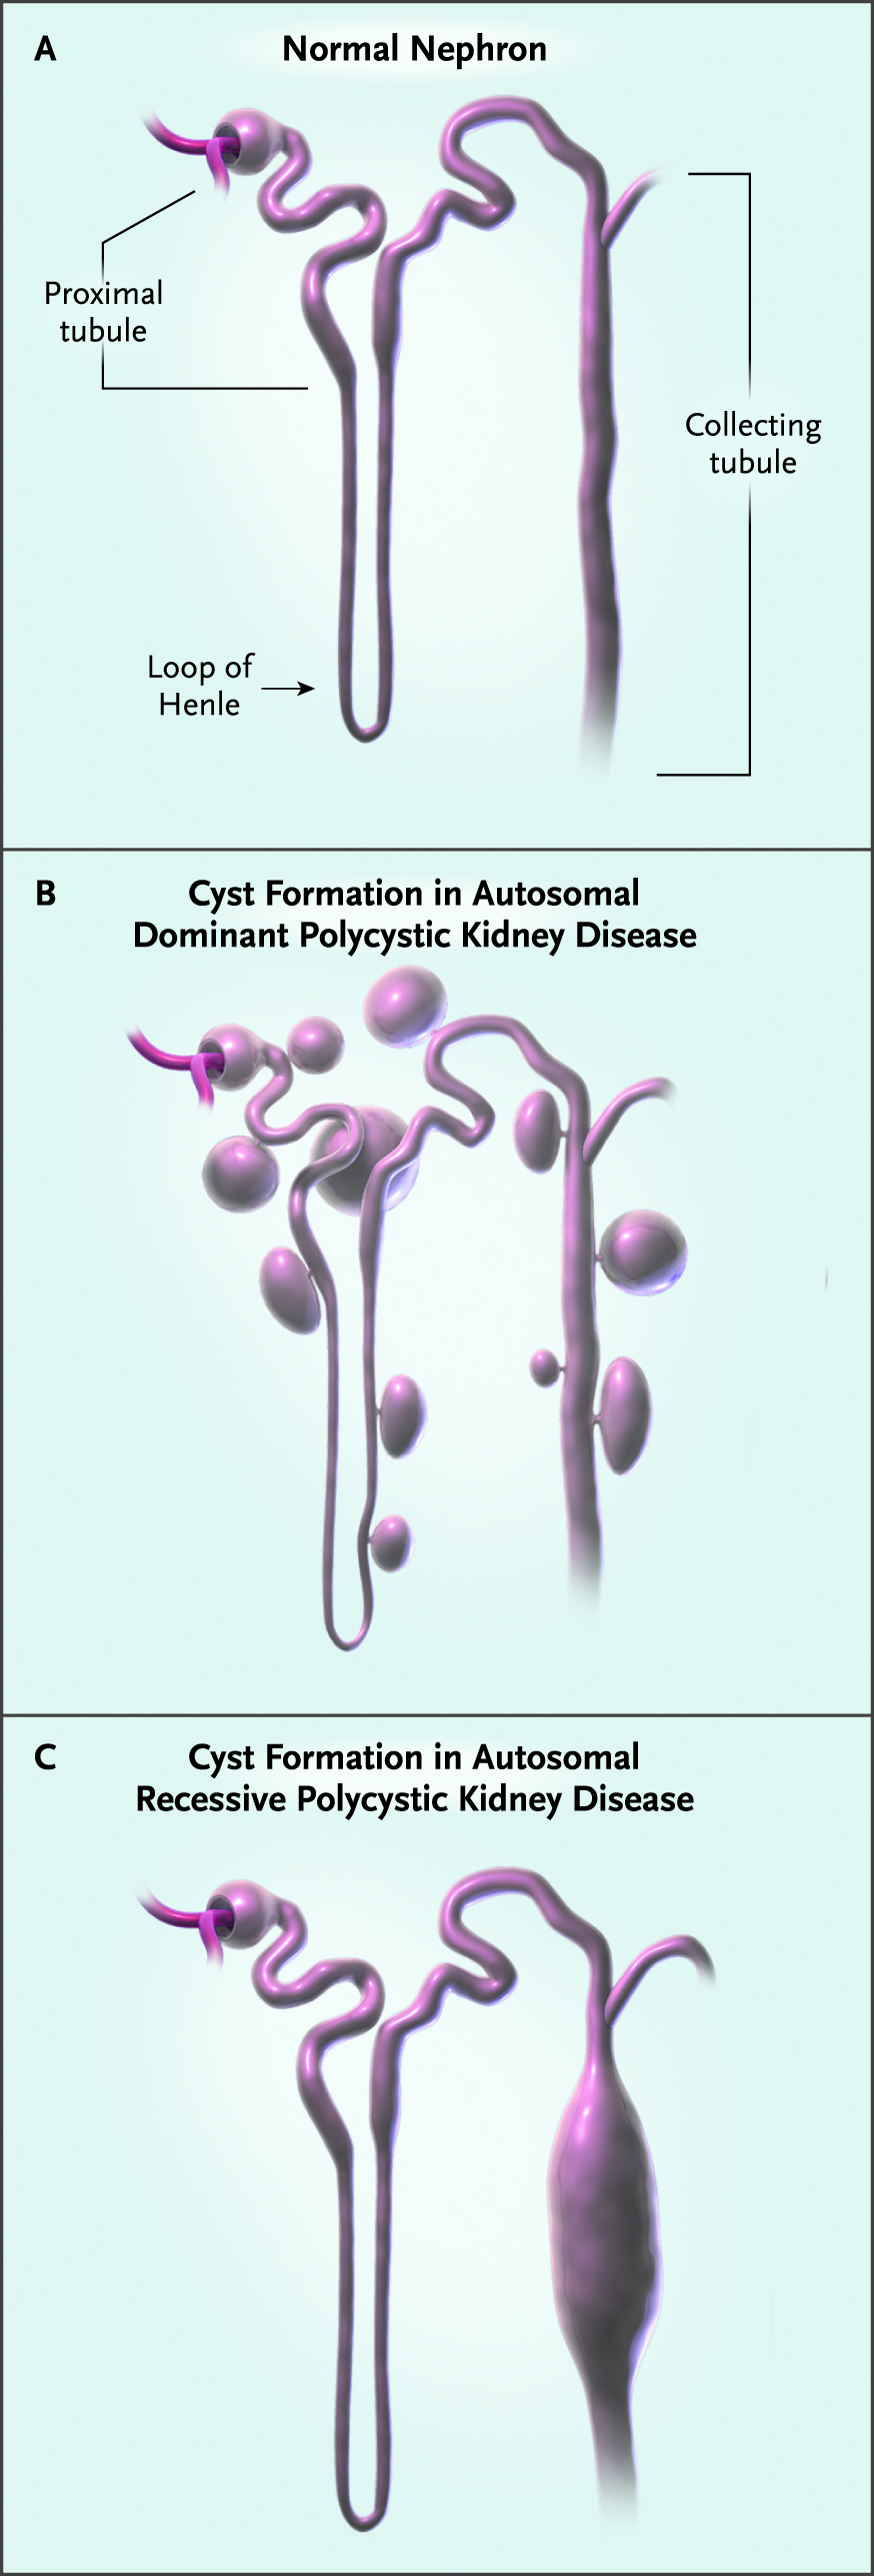 A
Normal Nephron
Proximal
tubule
Collecting
tubule
Loop of
Henle
B
Cyst Formation in Autosomal
Dominant Polycystic Kidney Disease
C
Cyst Formation in Autosomal
Recessive Polycystic Kidney Disease